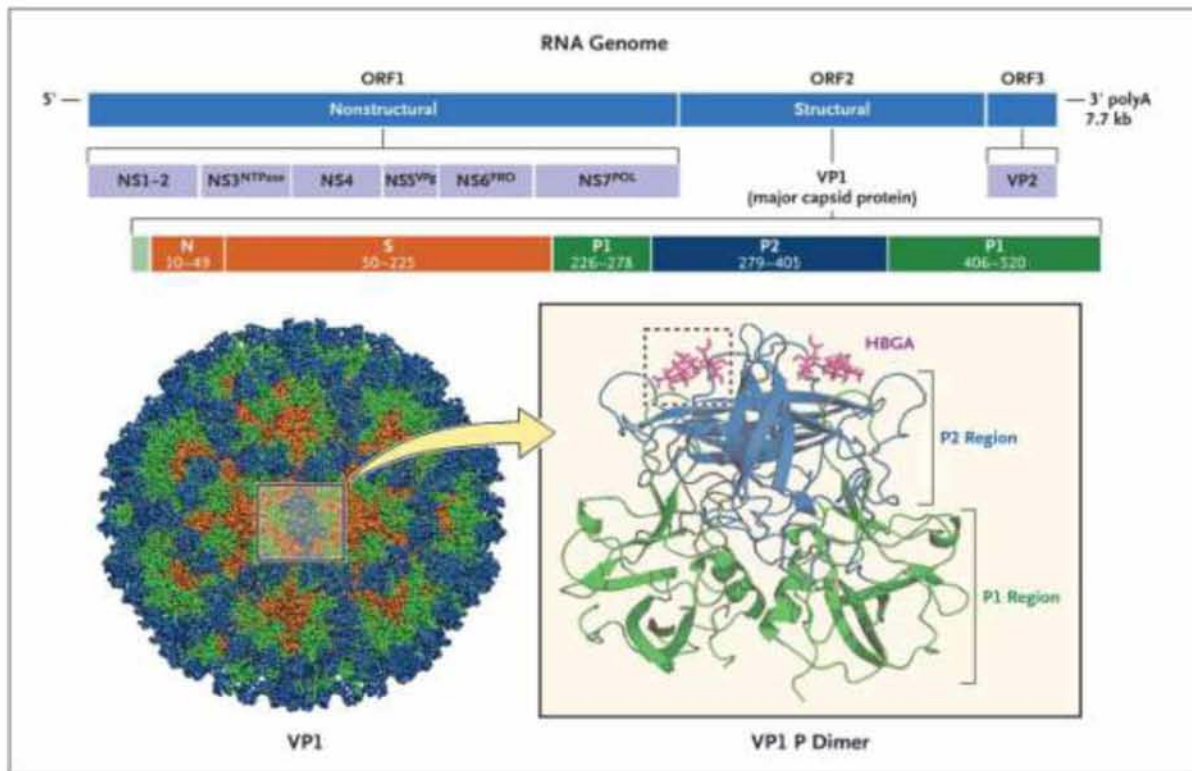 RNA Genome
ORF1 ORF2 ORF3
5' Nonstructural Structural 3' polyA
7.7 kb
NS1–2 NS3NTPase NS4 NS5VPg NS6PRO NS7POL VP1 VP2
(major capsid protein)
N S P1 P2 P1
10–49 50–225 226–278 279–405 406–520
HBGA
P2 Region
P1 Region
VP1 VP1 P Dimer